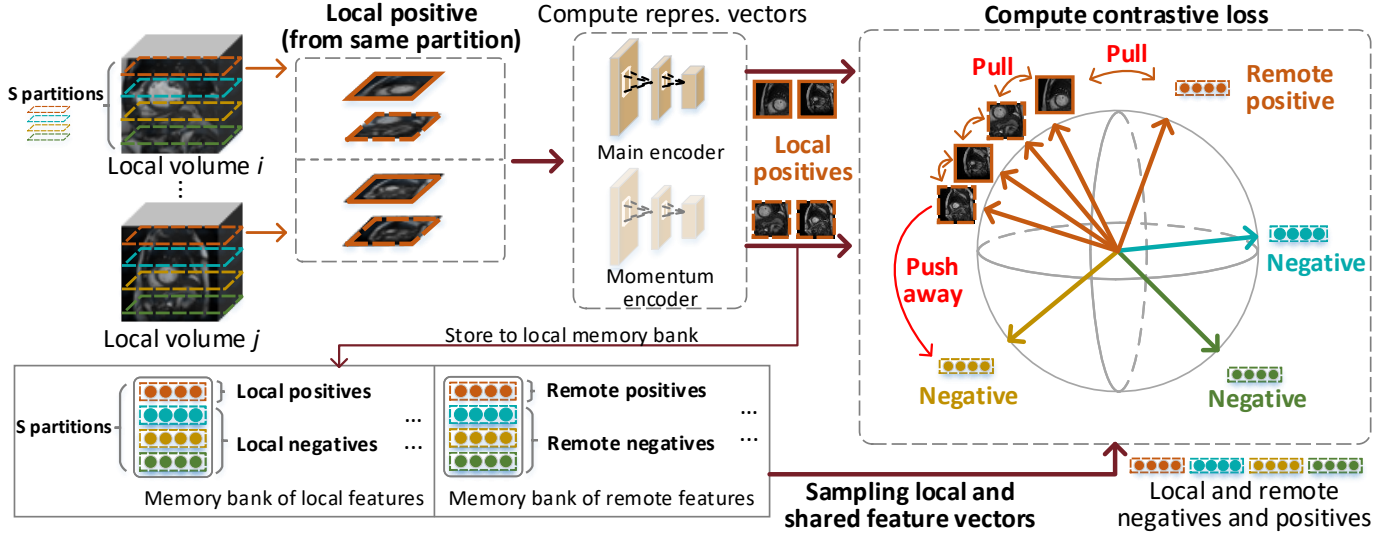 Local positive
(from same partition)
Compute repres. vectors
Compute contrastive loss
S partitions
Local volume i
Local volume j
Main encoder
Momentum
encoder
Local
positives
Pull
Pull
Remote
positive
Push
away
Negative
Negative
Negative
Store to local memory bank
S partitions
Local positives
Local negatives
...
...
Memory bank of local features
Remote positives
Remote negatives
...
...
Memory bank of remote features
Sampling local and
shared feature vectors
Local and remote
negatives and positives